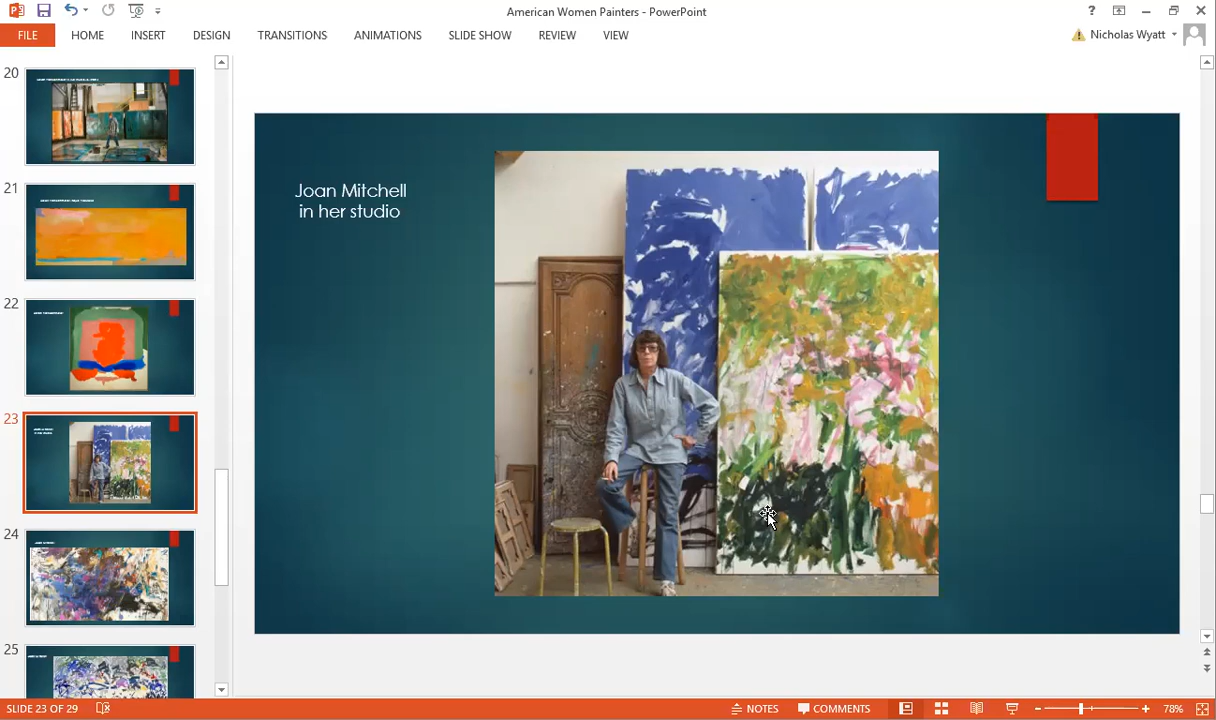 American Women Painters - PowerPoint
?
FILE
HOME
INSERT
DESIGN
TRANSITIONS
ANIMATIONS
SLIDE SHOW
REVIEW
VIEW
Nicholas Wyatt
20
21
22
23
24
25
Joan Mitchell
in her studio
SLIDE 23 OF 29
NOTES
COMMENTS
78%